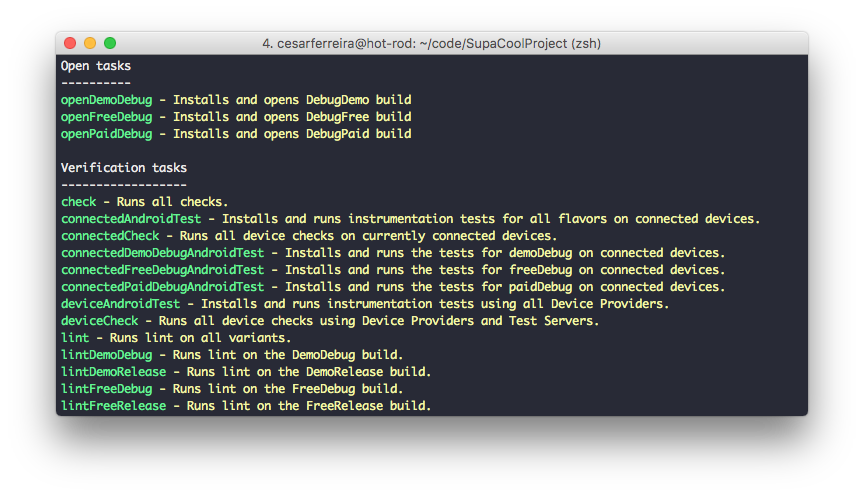 4. cesarferreira@hot-rod: ~/code/SupaCoolProject (zsh)
Open tasks
----------
openDemoDebug - Installs and opens DebugDemo build
openFreeDebug - Installs and opens DebugFree build
openPaidDebug - Installs and opens DebugPaid build
Verification tasks
------------------
check - Runs all checks.
connectedAndroidTest - Installs and runs instrumentation tests for all flavors on connected devices.
connectedCheck - Runs all device checks on currently connected devices.
connectedDemoDebugAndroidTest - Installs and runs the tests for demoDebug on connected devices.
connectedFreeDebugAndroidTest - Installs and runs the tests for freeDebug on connected devices.
connectedPaidDebugAndroidTest - Installs and runs the tests for paidDebug on connected devices.
deviceAndroidTest - Installs and runs instrumentation tests using all Device Providers.
deviceCheck - Runs all device checks using Device Providers and Test Servers.
lint - Runs lint on all variants.
lintDemoDebug - Runs lint on the DemoDebug build.
lintDemoRelease - Runs lint on the DemoRelease build.
lintFreeDebug - Runs lint on the FreeDebug build.
lintFreeRelease - Runs lint on the FreeRelease build.